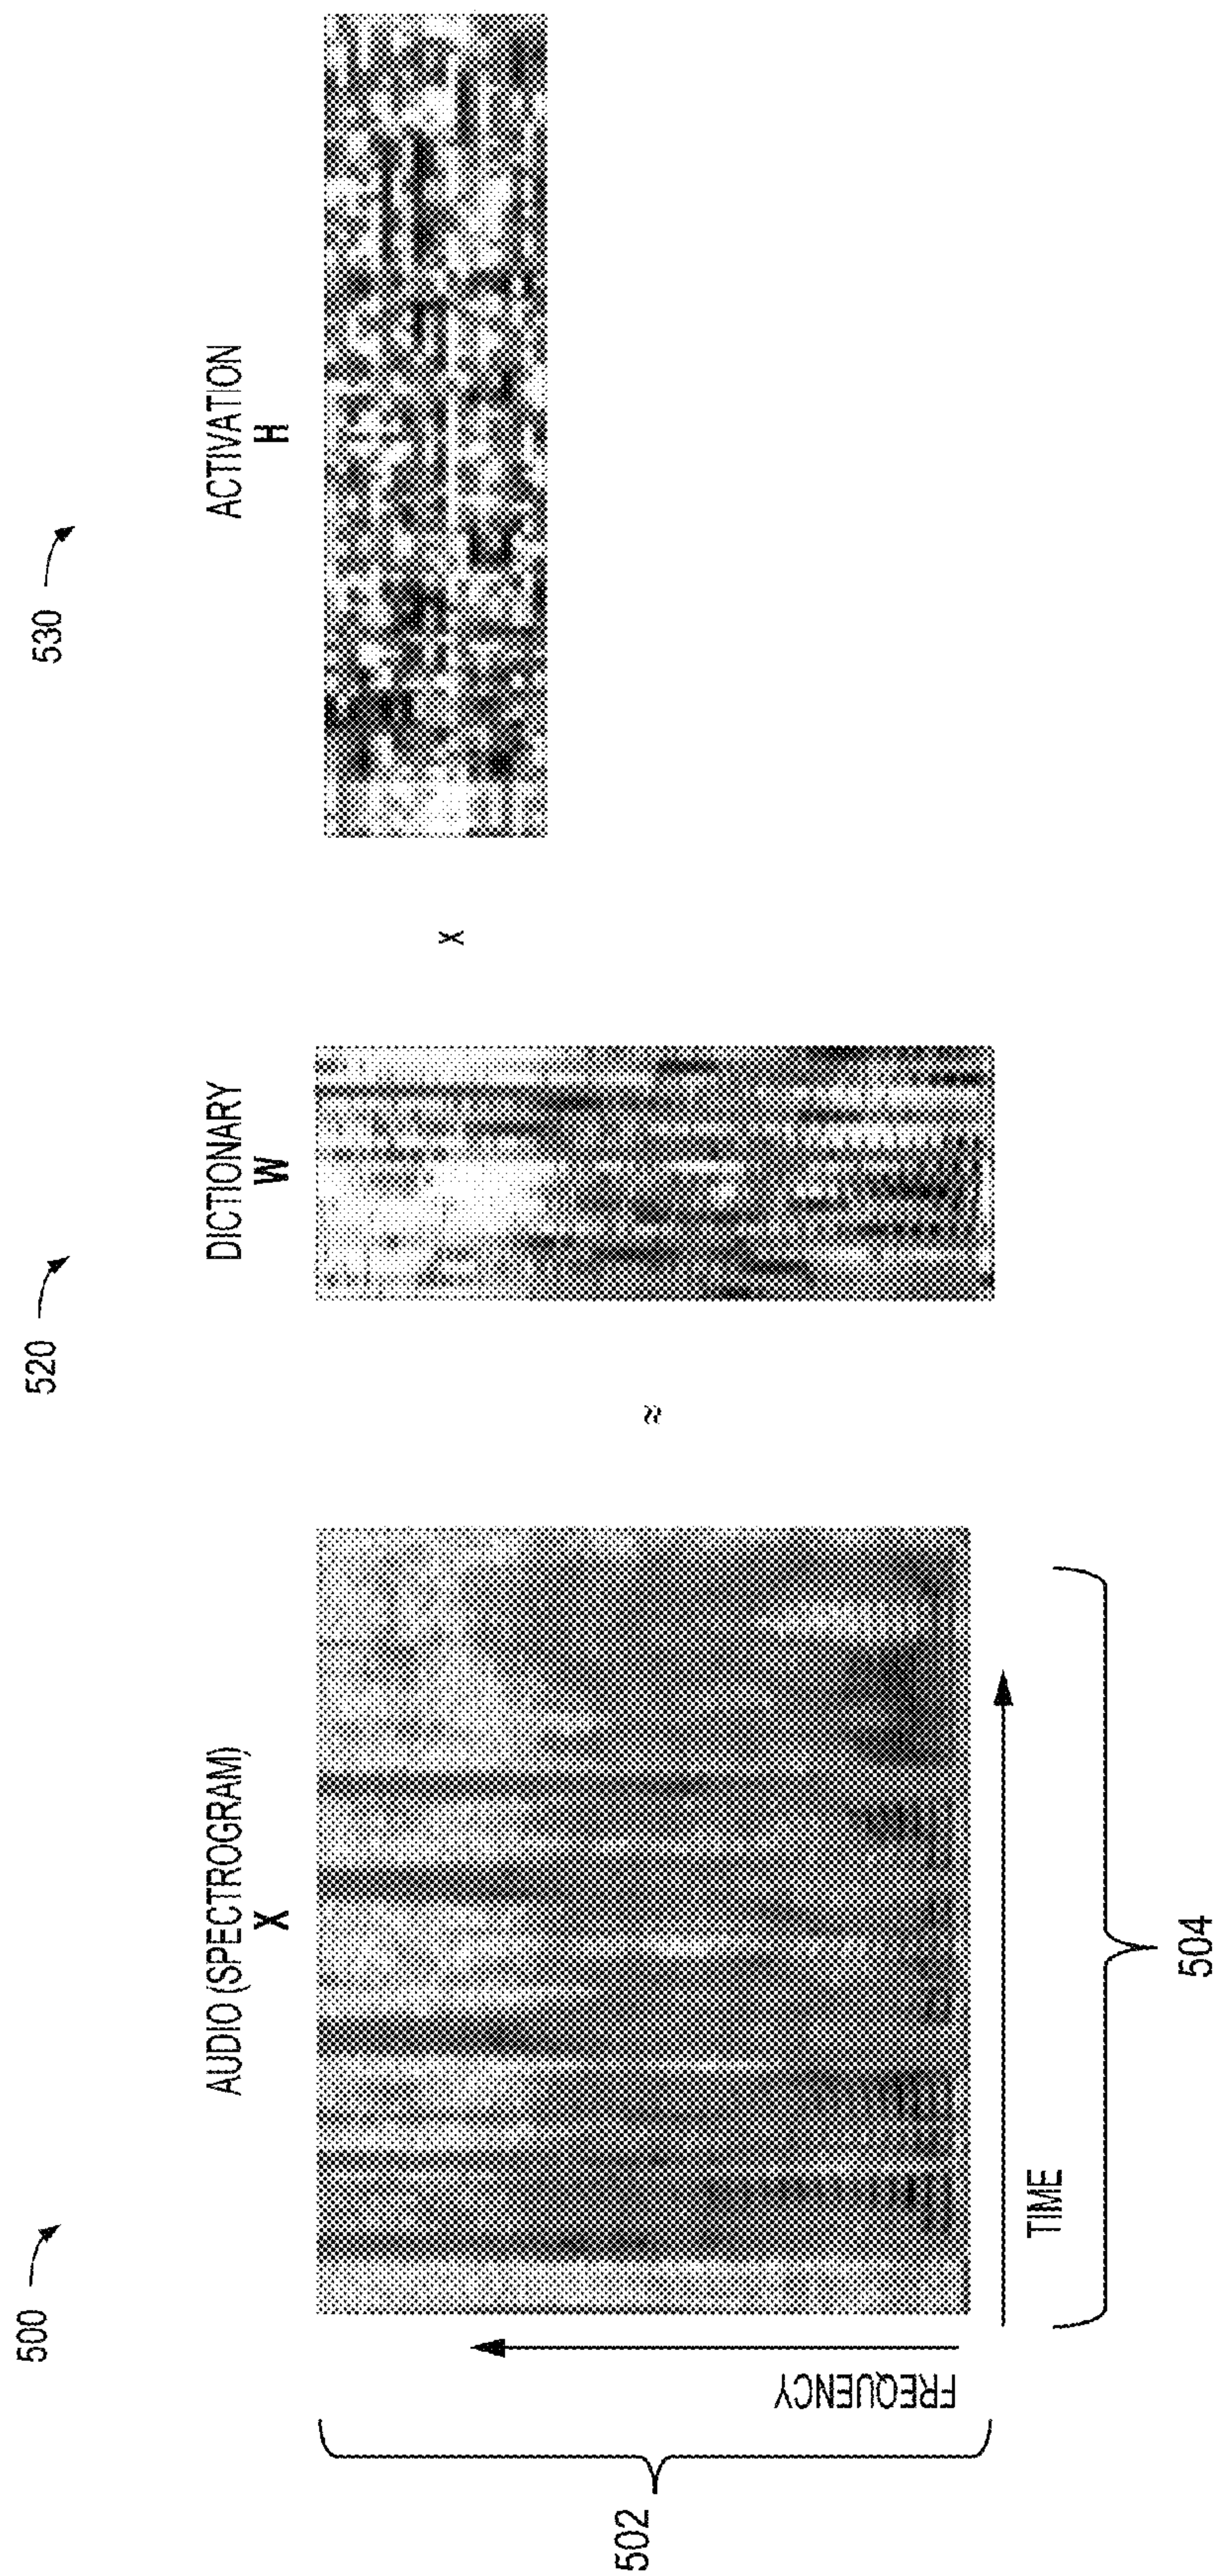 500
520
530
AUDIO (SPECTROGRAM)
X
DICTIONARY
W
ACTIVATION
H
≈
x
502
FREQUENCY
TIME
504